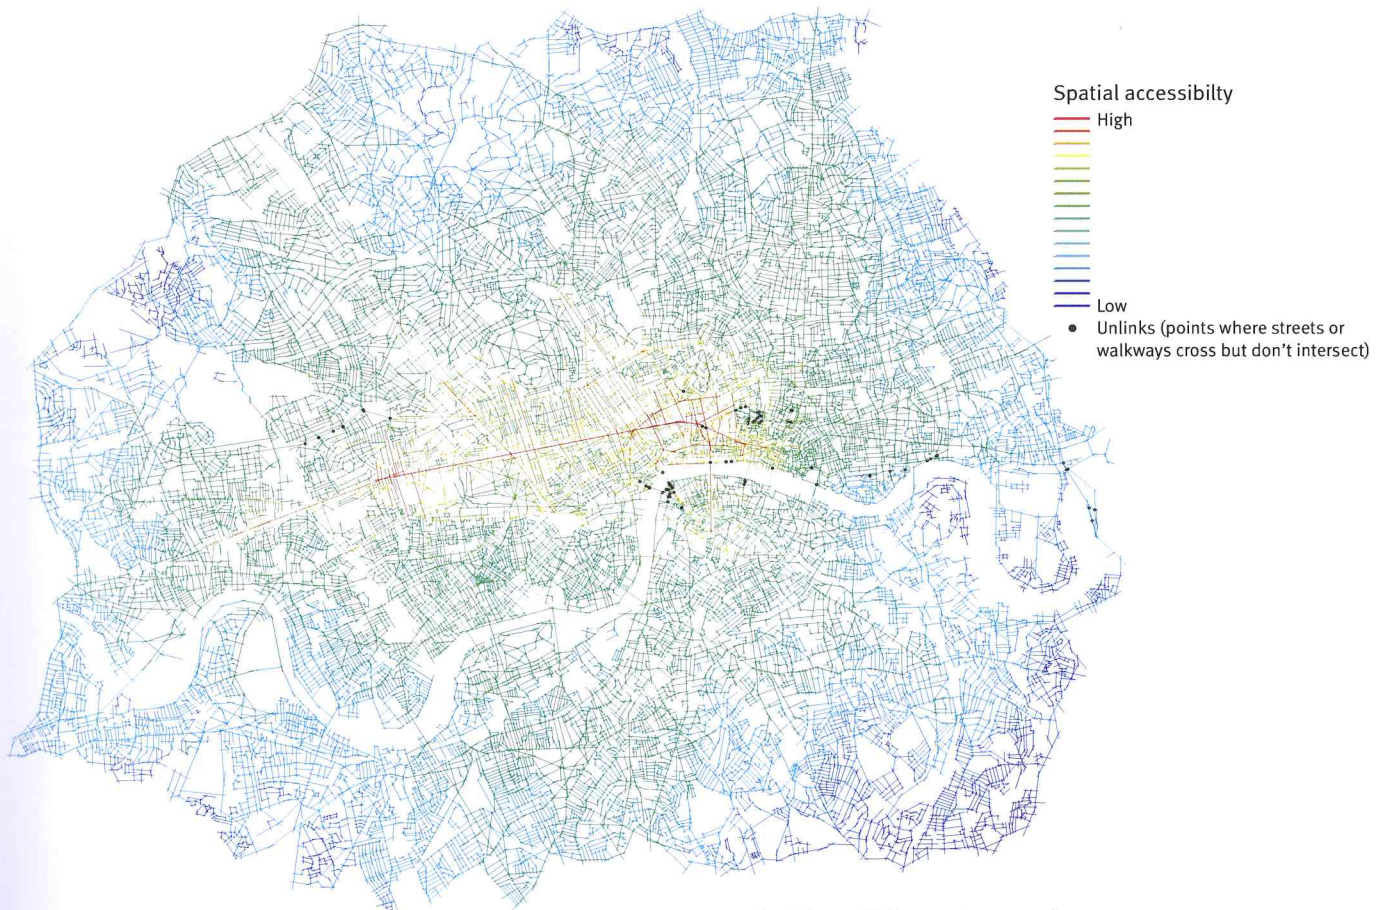 Spatial accessibilty
High
Low
Unlinks (points where streets or
walkways cross but don't intersect)